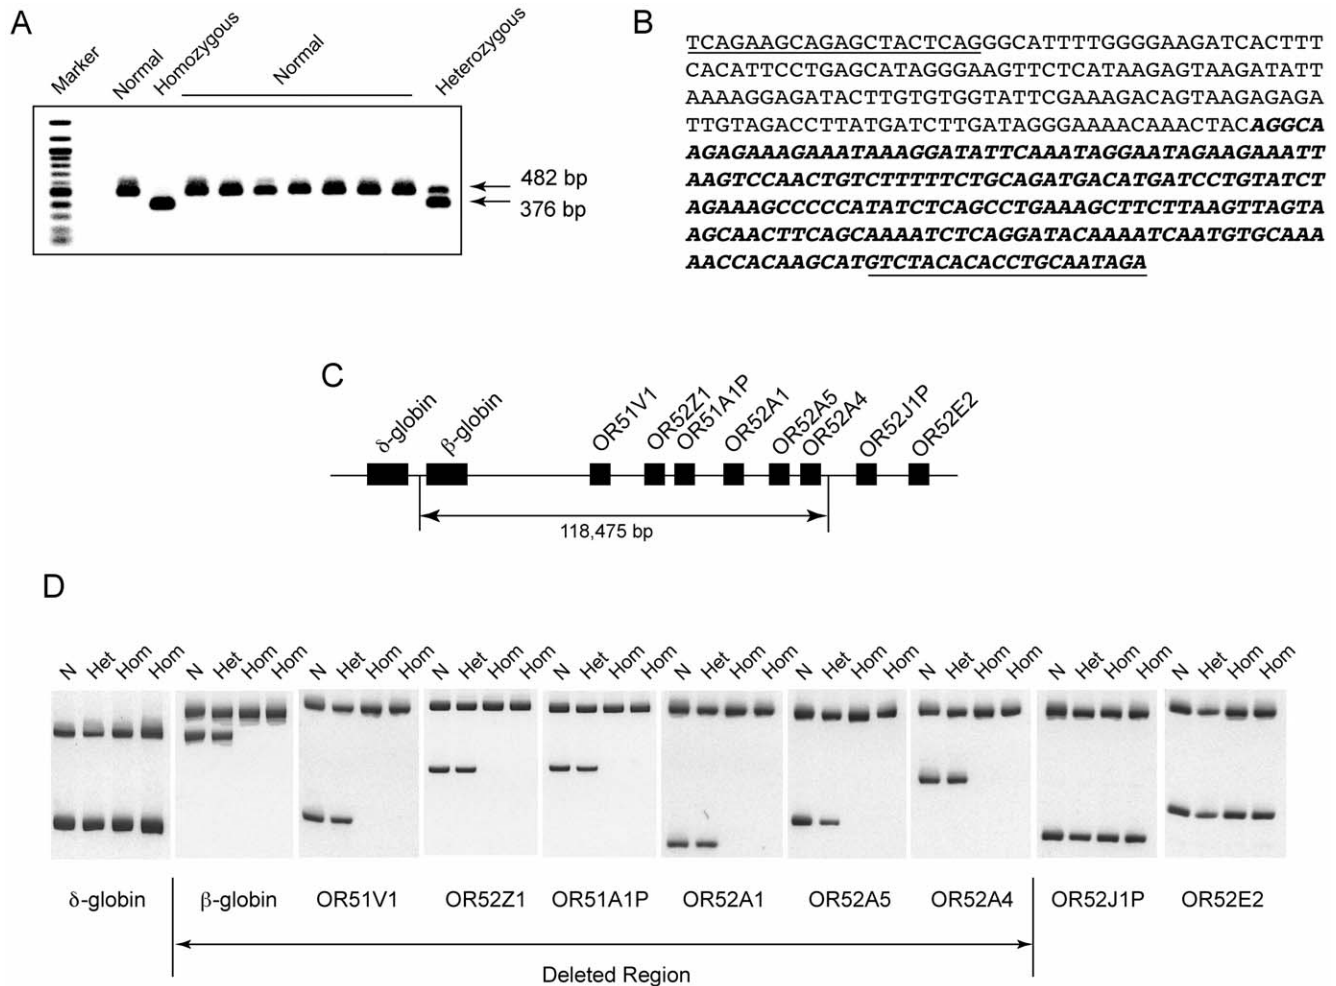 A
Marker
Normal
Homozygous
Normal
Heterozygous
482 bp
376 bp
B
TCAGAAGCAGAGCTACTCAGGGCATTTTGGGGAAGATCACTTT
CACATTCCTGAGCATAGGGAAGTTCTCATAAGAGTAAGATATT
AAAAGGAGATACTTGTGTGGTATTCGAAAGACAGTAAGAGAGA
TTGTAGACCTTATGATCTTGATAGGGAAAACAAACTACAGGCA
AGAGAAAGAAATAAAGGATATTCAAATAGGAATAGAAGAAATT
AAGTCCAACTGTCTTTTTCTGCAGATGACATGATCCTGTATCT
AGAAAGCCCCCATATCTCAGCCTGAAAGCTTCTTAAGTTAGTA
AGCAACTTCAGCAAAATCTCAGGATACAAAATCAATGTGCAAA
AACCACAAGCATGTCTACACACCTGCAATAGA
C
δ-globin
β-globin
OR51V1
OR52Z1
OR51A1P
OR52A1
OR52A5
OR52A4
OR52J1P
OR52E2
118,475 bp
D
N Het Hom Hom
N Het Hom Hom
N Het Hom Hom
N Het Hom Hom
N Het Hom Hom
N Het Hom Hom
N Het Hom Hom
N Het Hom Hom
N Het Hom Hom
N Het Hom Hom
δ-globin
β-globin
OR51V1
OR52Z1
OR51A1P
OR52A1
OR52A5
OR52A4
OR52J1P
OR52E2
Deleted Region